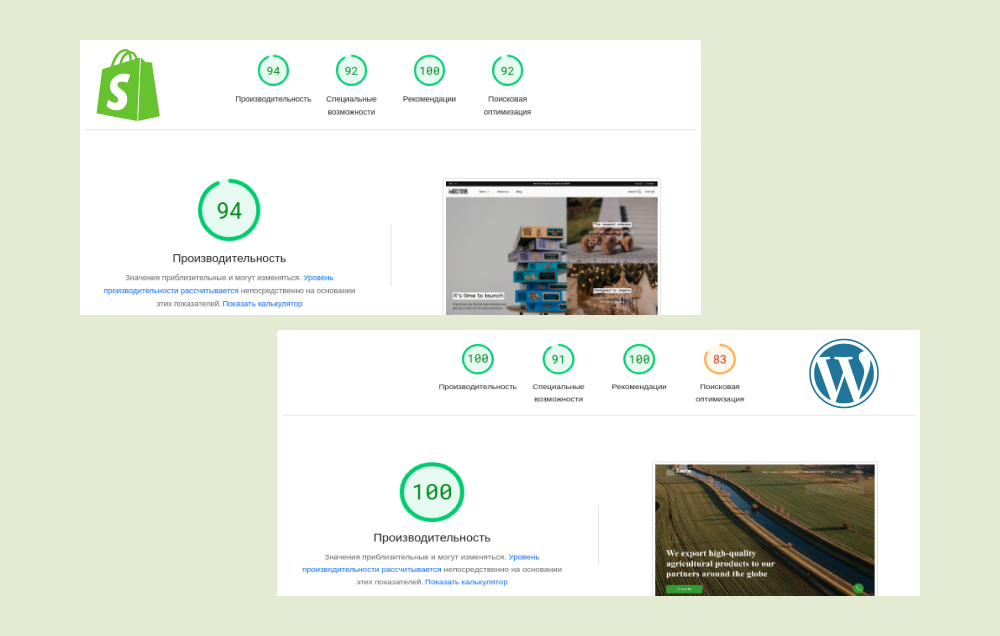 94
92
100
92
Производительность
Специальные
возможности
Рекомендации
Поисковая
оптимизация
94
Производительность
Значения приблизительные и могут изменяться. Уровень
производительности рассчитывается непосредственно на основании
этих показателей. Показать калькулятор
It's time to launch
100
91
100
83
Производительность
Специальные
возможности
Рекомендации
Поисковая
оптимизация
100
Производительность
Значения приблизительные и могут изменяться. Уровень
производительности рассчитывается непосредственно на основании
этих показателей. Показать калькулятор
We export high-quality
agricultural products to our
partners around the globe